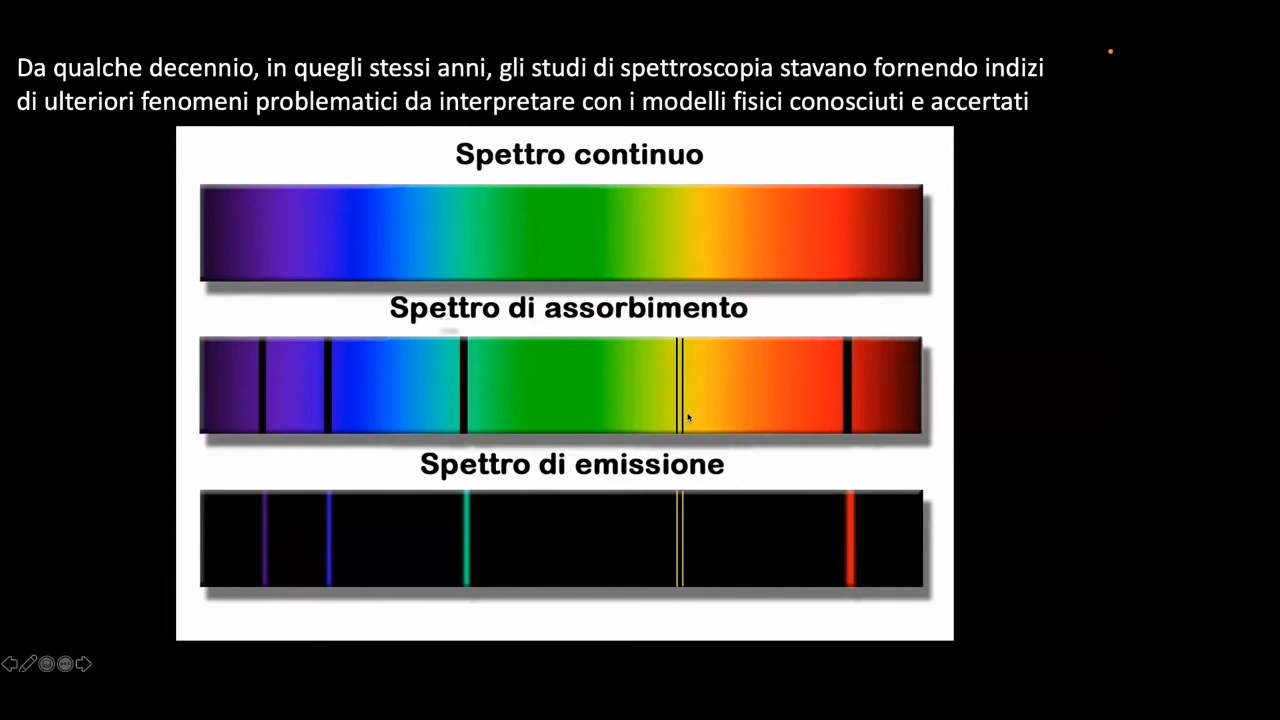 Da qualche decennio, in quegli stessi anni, gli studi di spettroscopia stavano fornendo indizi
di ulteriori fenomeni problematici da interpretare con i modelli fisici conosciuti e accertati
Spettro continuo
Spettro di assorbimento
Spettro di emissione